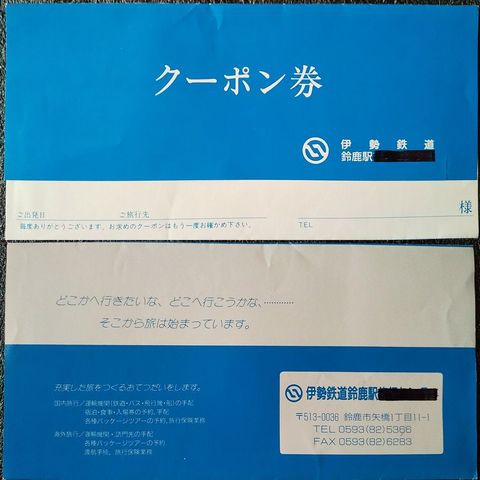 クーポン券
伊勢鉄道
鈴鹿駅
様
ご出発日 ご旅行先 TEL
毎度ありがとうございます。お求めのクーポンはもう一度お確かめ下さい。
どこかへ行きたいな、どこへ行こうかな、…………
そこから旅は始まっています。
充実した旅をつくるおてつだいをします。
国内旅行/運輸機関(鉄道・バス・飛行機・船)の手配
宿泊・食事・入場券の予約、手配
各種パッケージツアーの予約、旅行保険業務
海外旅行/運輸機関・訪問先の手配
各種パッケージツアーの予約
渡航手続、旅行保険業務
伊勢鉄道鈴鹿駅
〒513-0036 鈴鹿市矢橋1丁目11-1
TEL 0593(82)5366
FAX 0593(82)6283